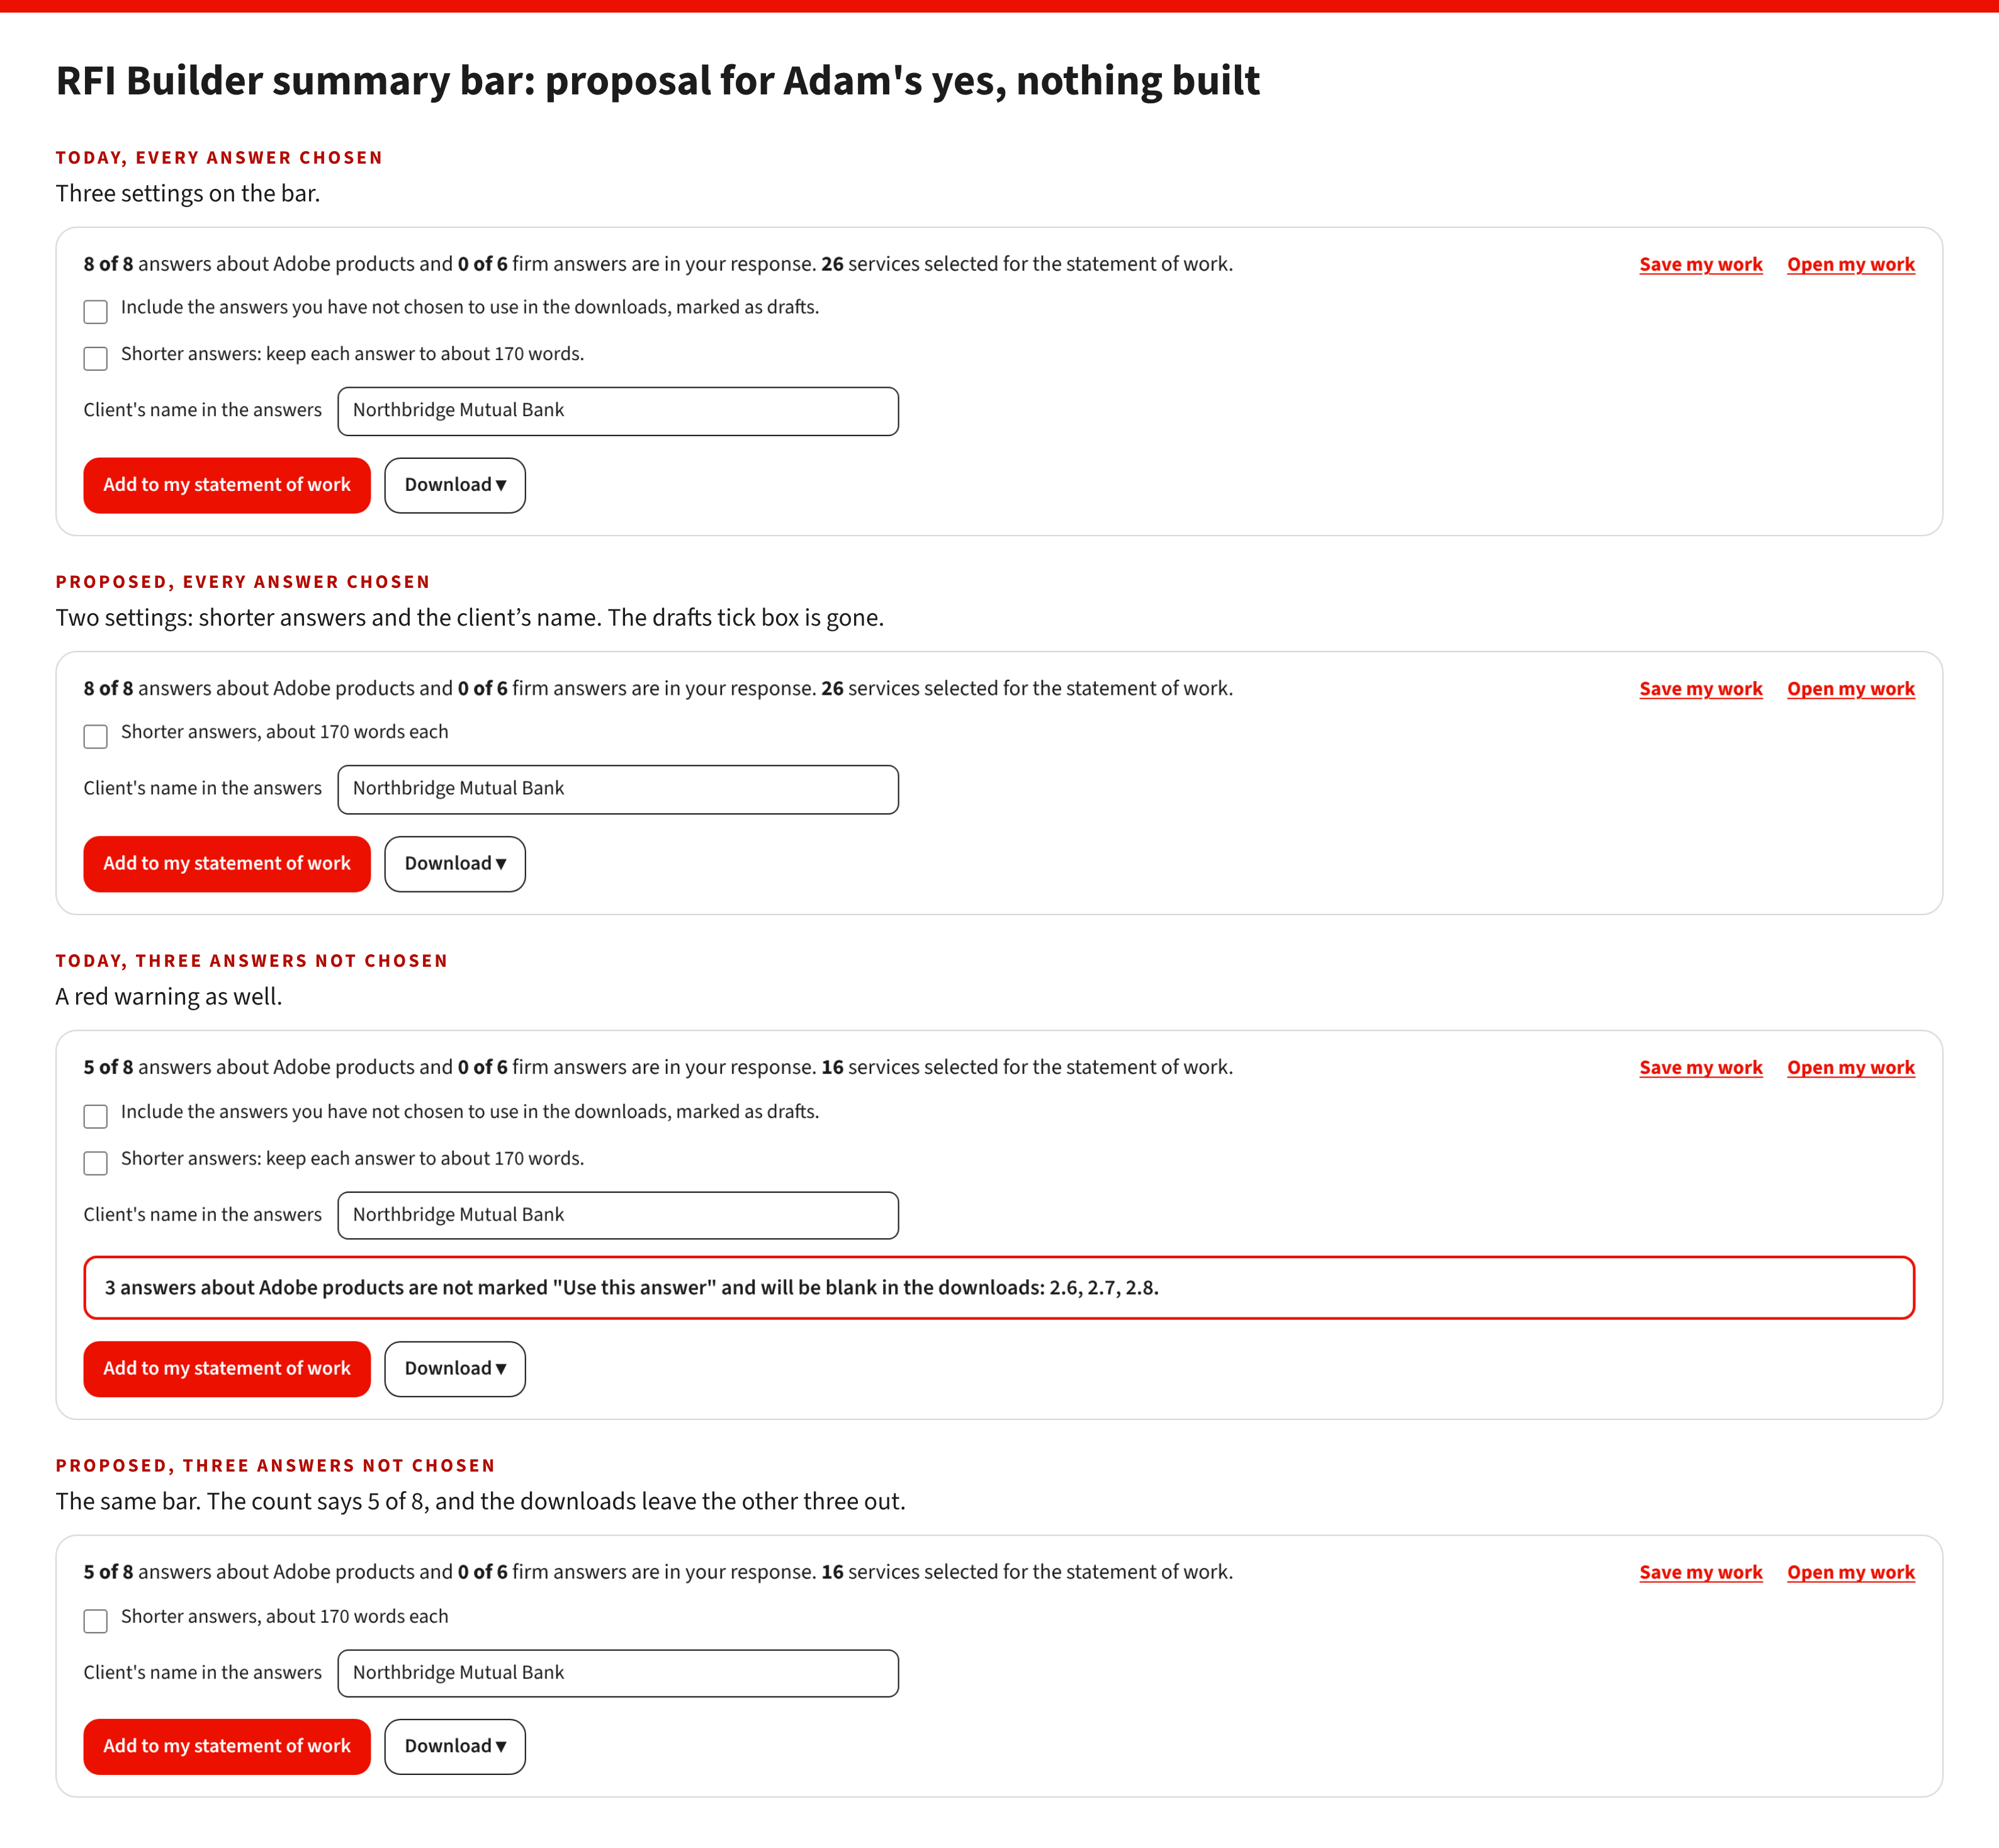 RFI Builder summary bar: proposal for Adam's yes, nothing built
TODAY, EVERY ANSWER CHOSEN
Three settings on the bar.
8 of 8 answers about Adobe products and 0 of 6 firm answers are in your response. 26 services selected for the statement of work.
Save my work Open my work
Include the answers you have not chosen to use in the downloads, marked as drafts.
Shorter answers: keep each answer to about 170 words.
Client's name in the answers Northbridge Mutual Bank
Add to my statement of work Download ▾
PROPOSED, EVERY ANSWER CHOSEN
Two settings: shorter answers and the client’s name. The drafts tick box is gone.
8 of 8 answers about Adobe products and 0 of 6 firm answers are in your response. 26 services selected for the statement of work.
Save my work Open my work
Shorter answers, about 170 words each
Client's name in the answers Northbridge Mutual Bank
Add to my statement of work Download ▾
TODAY, THREE ANSWERS NOT CHOSEN
A red warning as well.
5 of 8 answers about Adobe products and 0 of 6 firm answers are in your response. 16 services selected for the statement of work.
Save my work Open my work
Include the answers you have not chosen to use in the downloads, marked as drafts.
Shorter answers: keep each answer to about 170 words.
Client's name in the answers Northbridge Mutual Bank
3 answers about Adobe products are not marked "Use this answer" and will be blank in the downloads: 2.6, 2.7, 2.8.
Add to my statement of work Download ▾
PROPOSED, THREE ANSWERS NOT CHOSEN
The same bar. The count says 5 of 8, and the downloads leave the other three out.
5 of 8 answers about Adobe products and 0 of 6 firm answers are in your response. 16 services selected for the statement of work.
Save my work Open my work
Shorter answers, about 170 words each
Client's name in the answers Northbridge Mutual Bank
Add to my statement of work Download ▾